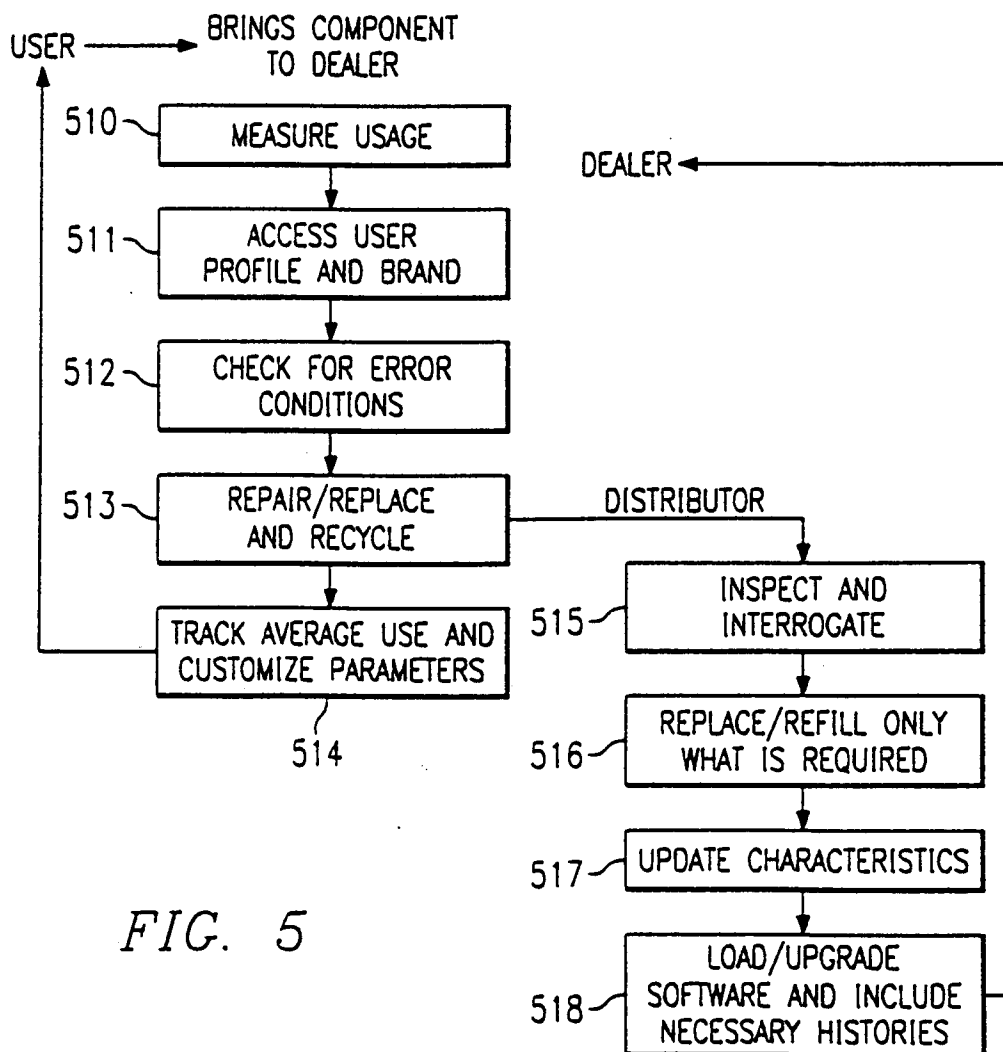 USER
BRINGS COMPONENT
TO DEALER
510
MEASURE USAGE
DEALER
511
ACCESS USER
PROFILE AND BRAND
512
CHECK FOR ERROR
CONDITIONS
513
REPAIR/REPLACE
AND RECYCLE
DISTRIBUTOR
TRACK AVERAGE USE AND
CUSTOMIZE PARAMETERS
514
515
INSPECT AND
INTERROGATE
516
REPLACE/REFILL ONLY
WHAT IS REQUIRED
517
UPDATE CHARACTERISTICS
518
LOAD/UPGRADE
SOFTWARE AND INCLUDE
NECESSARY HISTORIES
FIG. 5